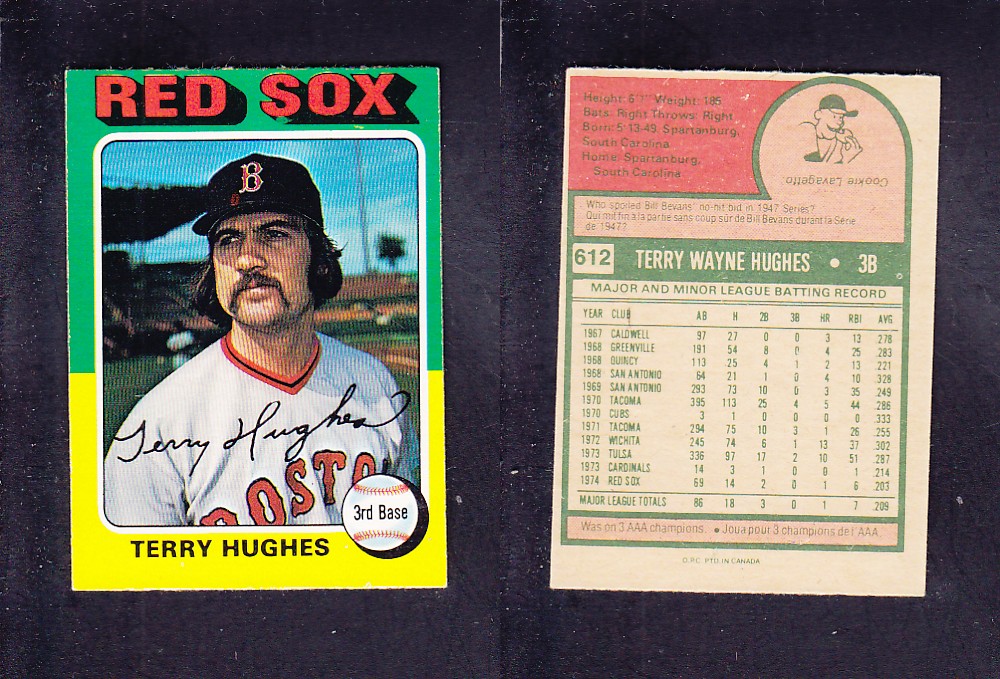 RED SOX
B
Terry Hughes
BOSTO
3rd Base
TERRY HUGHES
Height: 6'1" Weight: 185
Bats: Right Throws: Right
Born: 5-13-49, Spartanburg,
South Carolina
Home: Spartanburg,
South Carolina
Cookie Lavagetto.
Who spoiled Bill Bevans' no-hit bid in 1947 Series?
Qui mit fin à la partie sans coup sûr de Bill Bevans durant la Série
de 1947?
612 TERRY WAYNE HUGHES • 3B
MAJOR AND MINOR LEAGUE BATTING RECORD
YEAR CLUB AB H 2B 3B HR RBI AVG
1967 CALDWELL 97 27 0 0 3 13 .278
1968 GREENVILLE 191 54 8 0 4 25 .283
1968 QUINCY 113 25 4 1 2 13 .221
1968 SAN ANTONIO 64 21 1 0 4 10 .328
1969 SAN ANTONIO 293 73 10 0 3 35 .249
1970 TACOMA 395 113 25 4 5 44 .286
1970 CUBS 3 1 0 0 0 0 .333
1971 TACOMA 294 75 10 3 1 26 .255
1972 WICHITA 245 74 6 1 13 37 .302
1973 TULSA 336 97 17 2 10 51 .287
1973 CARDINALS 14 3 1 0 0 1 .214
1974 RED SOX 69 14 2 0 1 6 .203
MAJOR LEAGUE TOTALS 86 18 3 0 1 7 .209
Was on 3 AAA champions. • Joua pour 3 champions de l'AAA.
O.P.C. PTD. IN CANADA